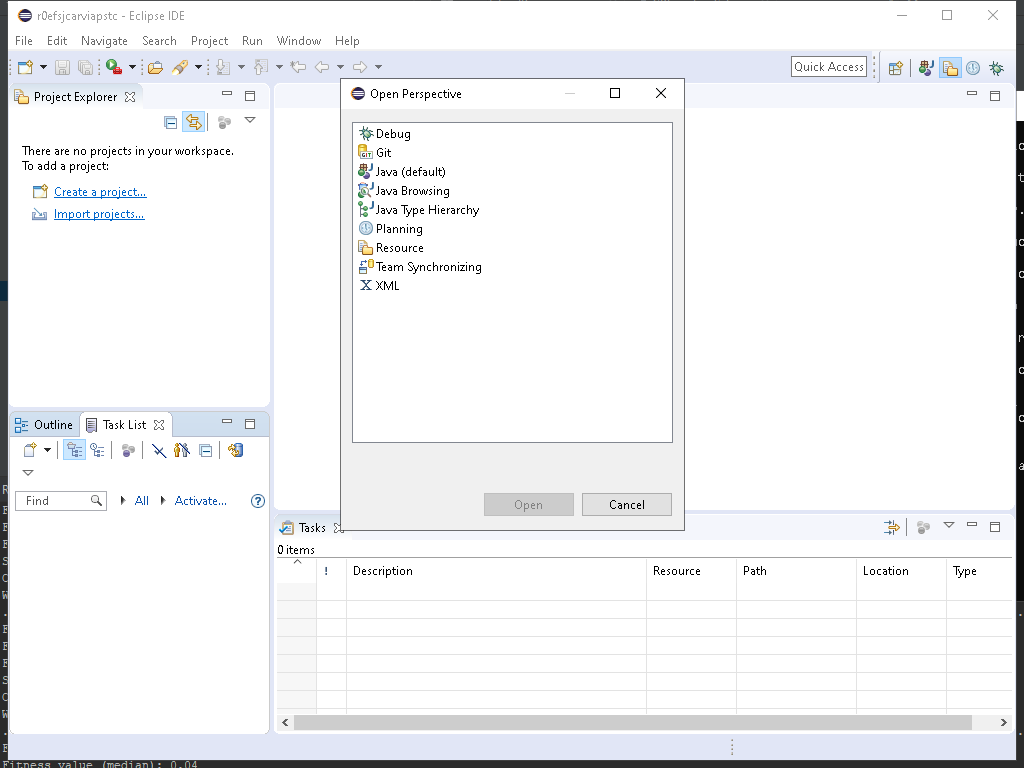 r0efsjcarviapstc - Eclipse IDE
File Edit Navigate Search Project Run Window Help
Quick Access
Project Explorer
There are no projects in your workspace.
To add a project:
Create a project...
Import projects...
Open Perspective
Debug
GIT Git
Java (default)
Java Browsing
Java Type Hierarchy
Planning
Resource
Team Synchronizing
X XML
Open Cancel
Outline Task List
Find All Activate...
Tasks
0 items
! Description Resource Path Location Type
Fitness value (median): 0.04